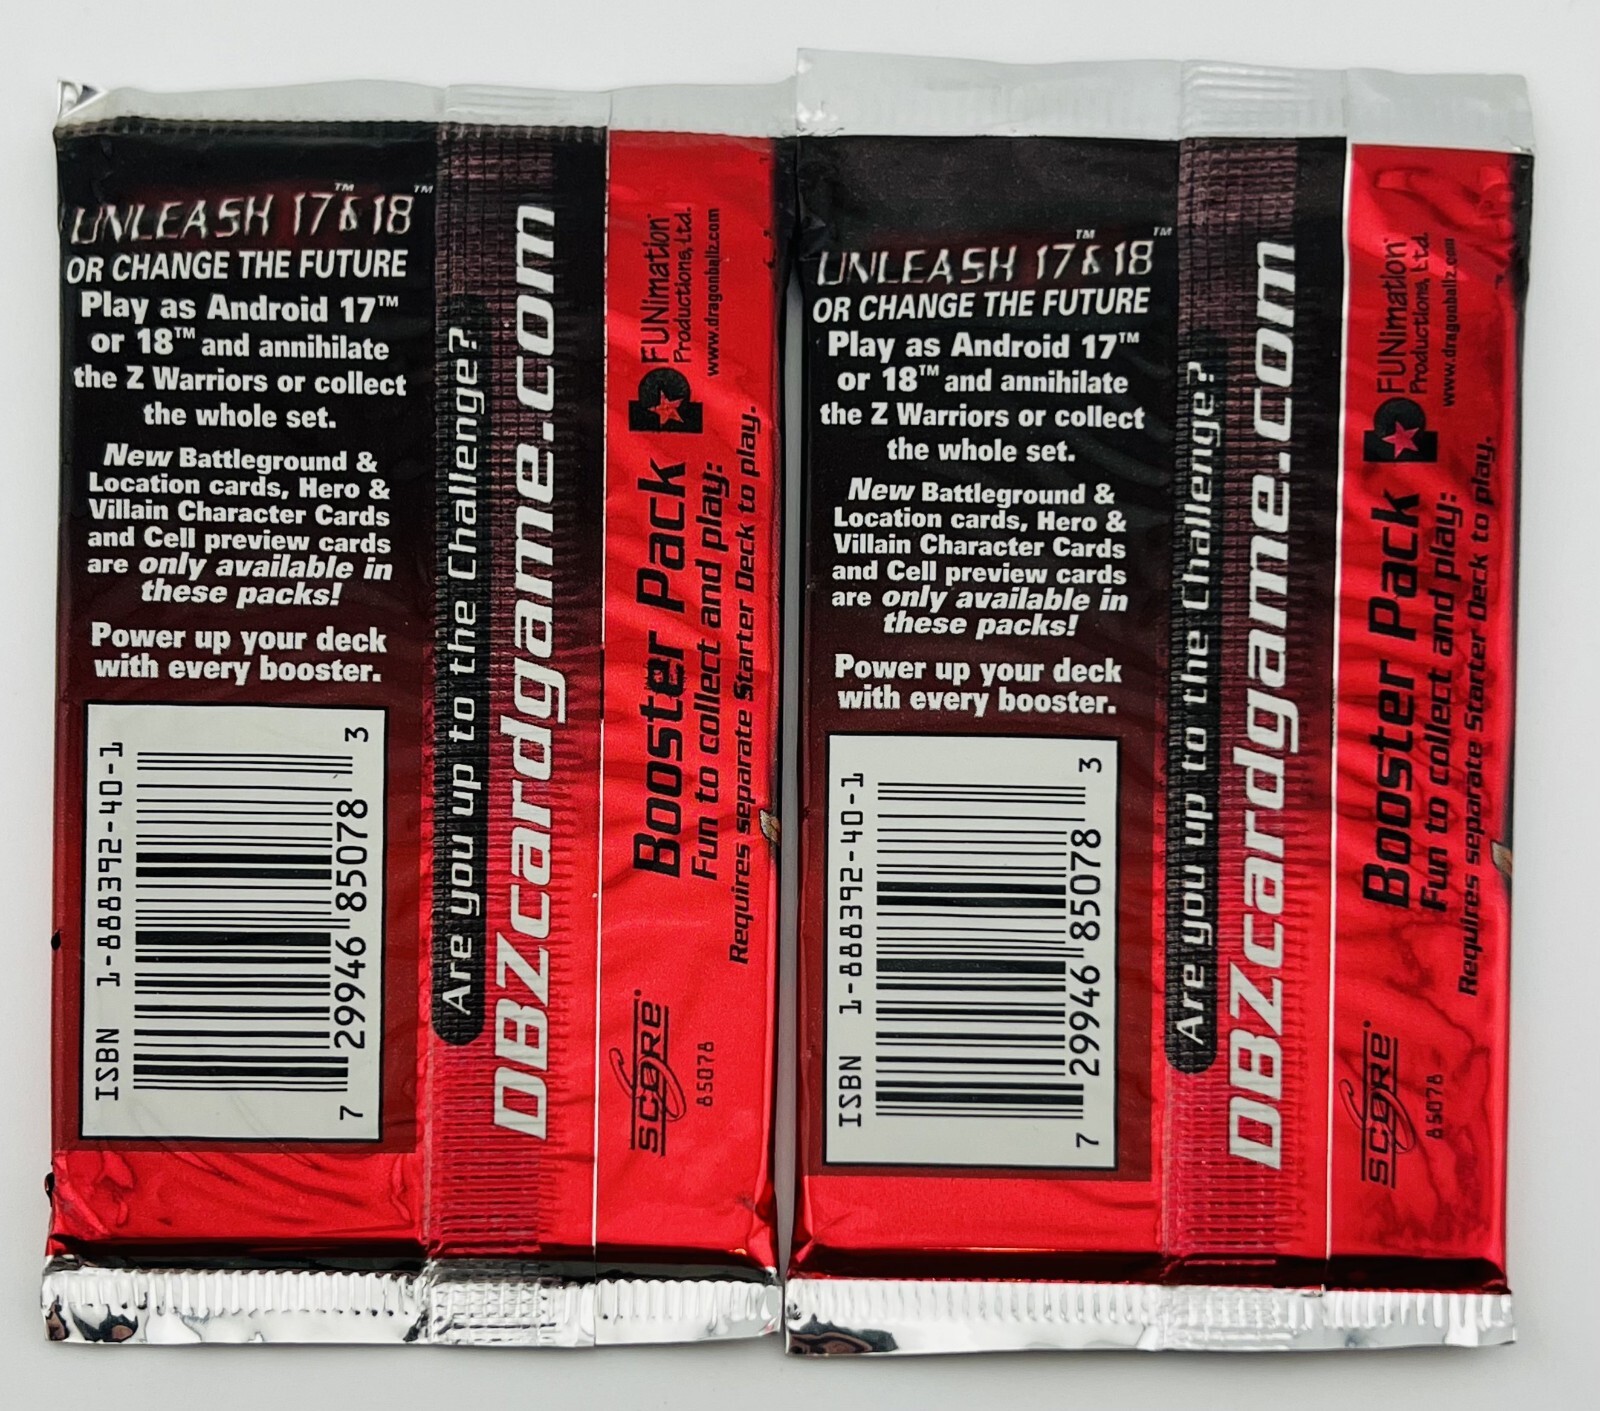 UNLEASH 17™ & 18™
OR CHANGE THE FUTURE
Play as Android 17™
or 18™ and annihilate
the Z Warriors or collect
the whole set.
New Battleground &
Location cards, Hero &
Villain Character Cards
and Cell preview cards
are only available in
these packs!
Power up your deck
with every booster.
ISBN 1-888392-40-1
7 29946 85078 3
Are you up to the Challenge?
DBZcardgame.com
FUNimation
Productions, Ltd.
www.dragonballz.com
Booster Pack
Fun to collect and play:
Requires separate Starter Deck to play.
SCORE
85078
UNLEASH 17™ & 18™
OR CHANGE THE FUTURE
Play as Android 17™
or 18™ and annihilate
the Z Warriors or collect
the whole set.
New Battleground &
Location cards, Hero &
Villain Character Cards
and Cell preview cards
are only available in
these packs!
Power up your deck
with every booster.
ISBN 1-888392-40-1
7 29946 85078 3
Are you up to the Challenge?
DBZcardgame.com
FUNimation
Productions, Ltd.
www.dragonballz.com
Booster Pack
Fun to collect and play:
Requires separate Starter Deck to play.
SCORE
85078